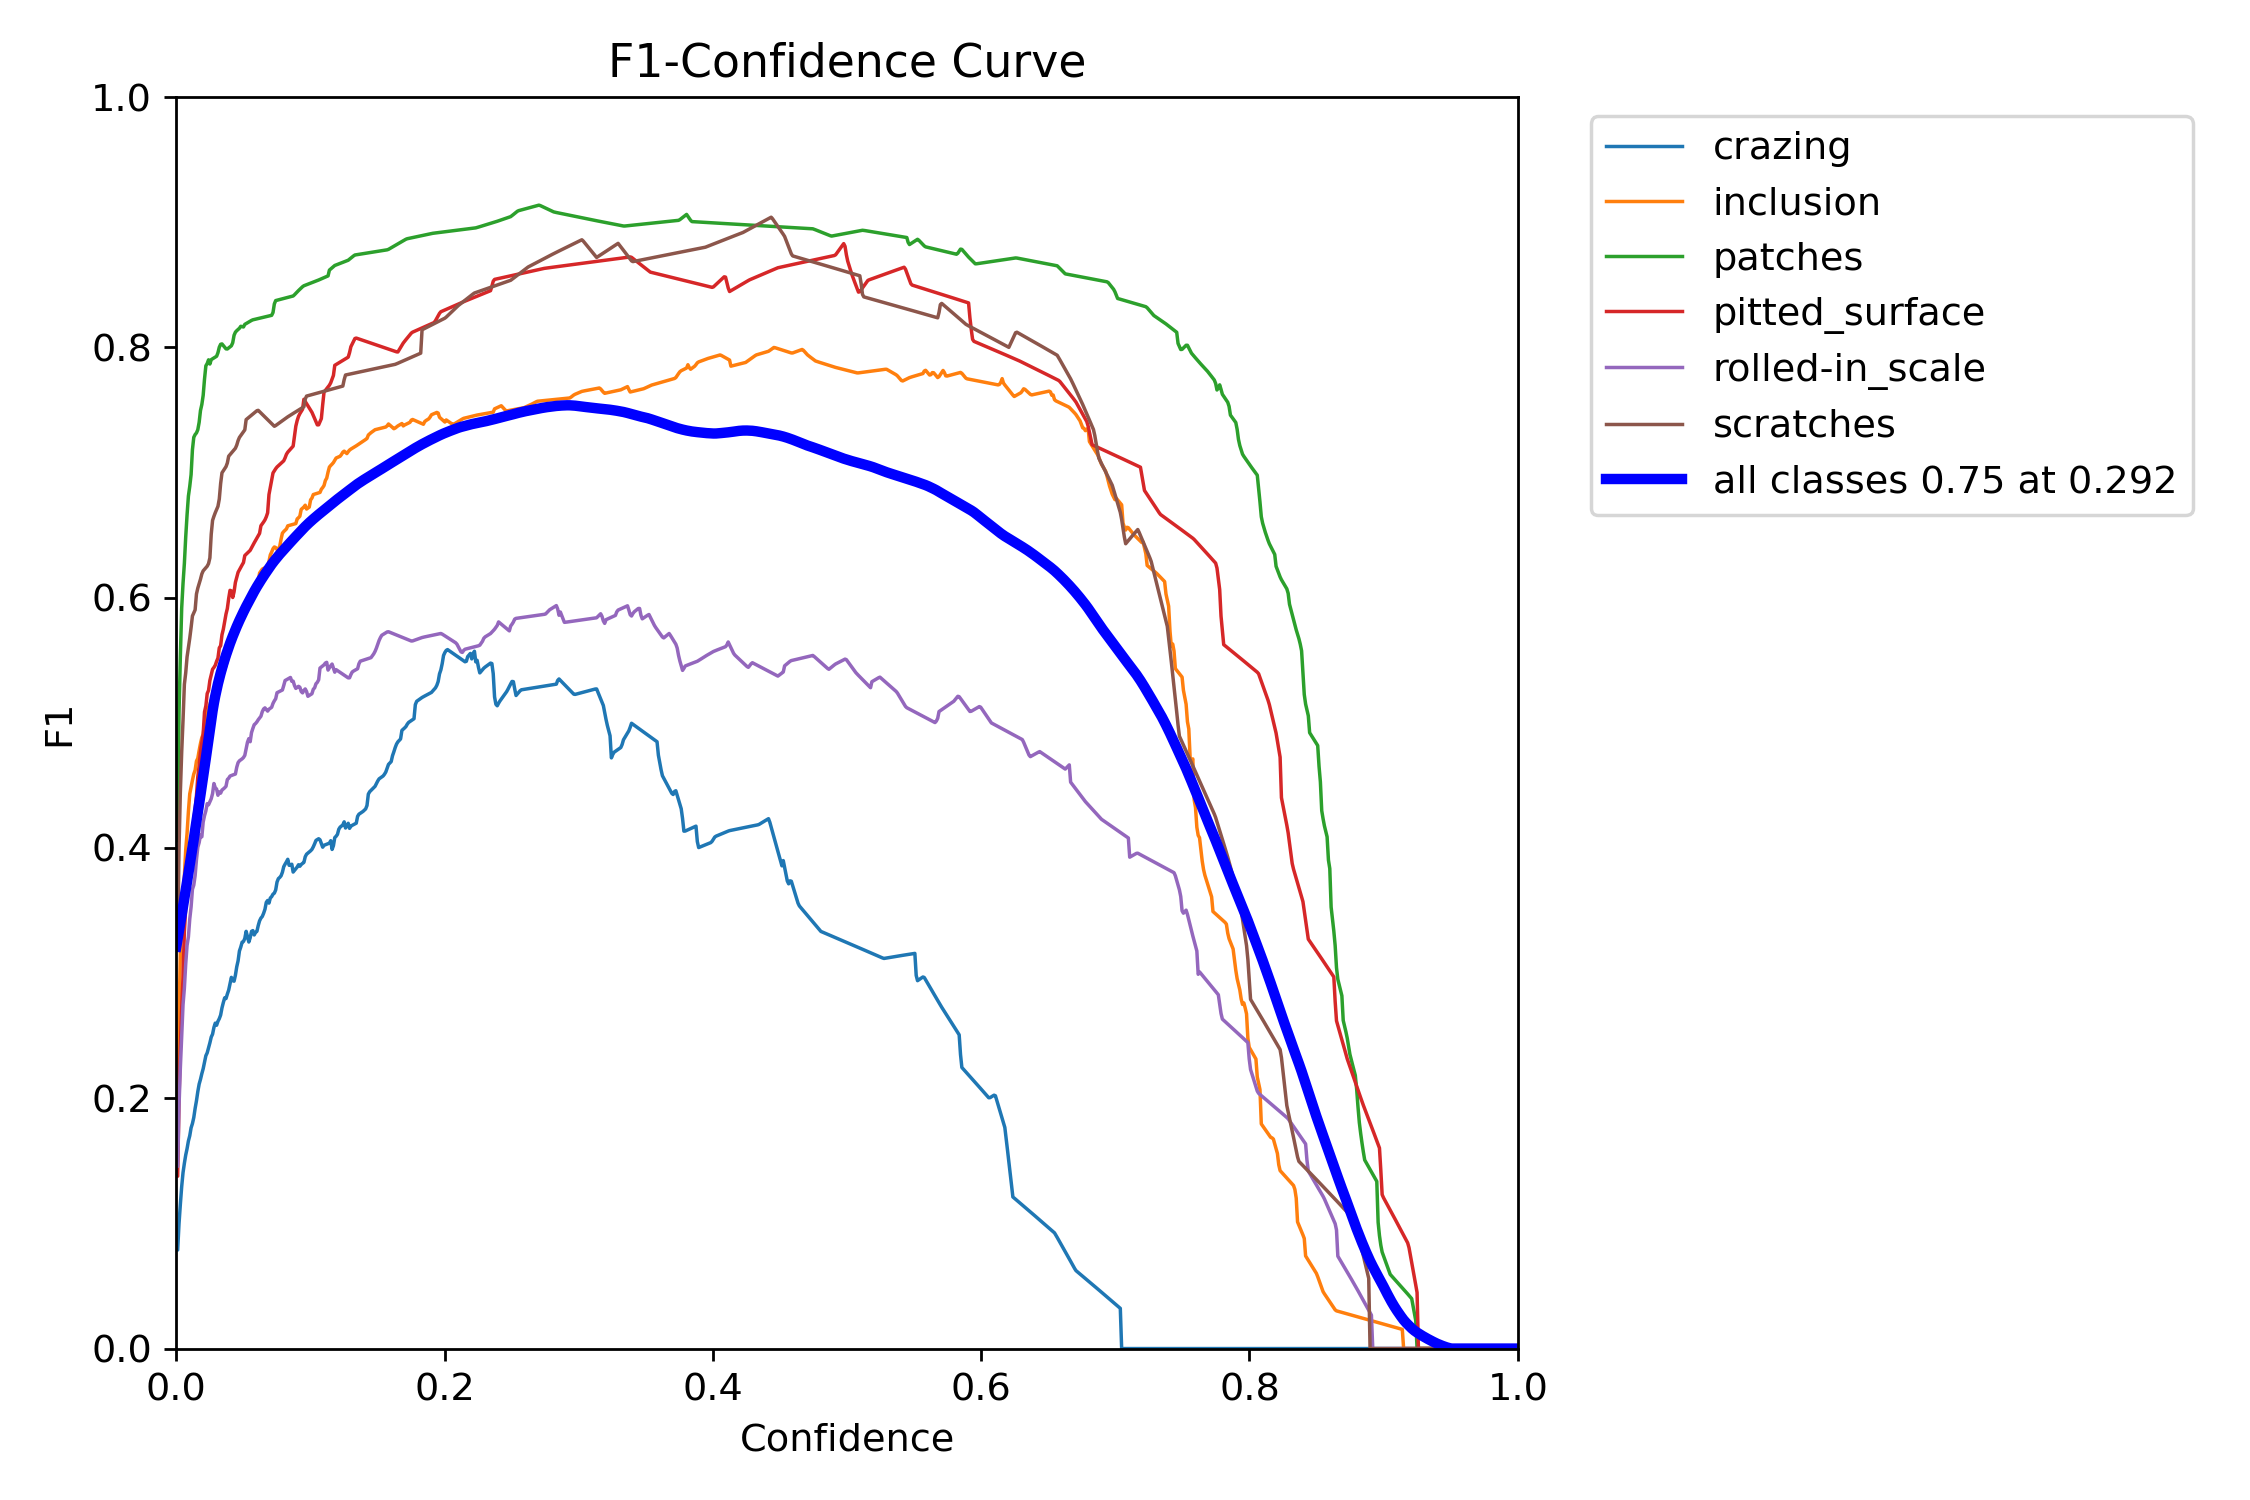 F1-Confidence Curve
1.0
0.8
0.6
0.4
0.2
0.0
F1
0.0 0.2 0.4 0.6 0.8 1.0
Confidence
crazing
inclusion
patches
pitted_surface
rolled-in_scale
scratches
all classes 0.75 at 0.292